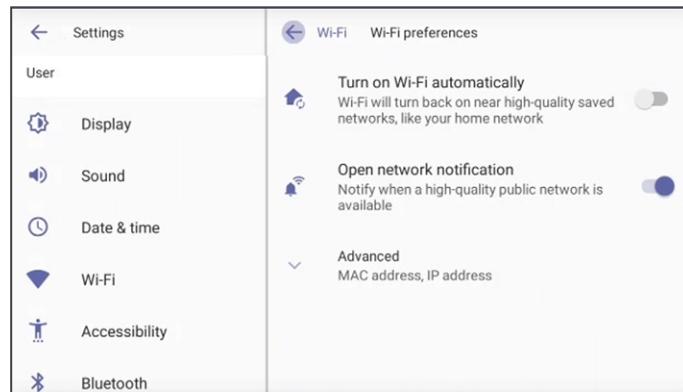 Settings
User
Display
Sound
Date & time
Wi-Fi
Accessibility
Bluetooth
Wi-Fi Wi-Fi preferences
Turn on Wi-Fi automatically
Wi-Fi will turn back on near high-quality saved
networks, like your home network
Open network notification
Notify when a high-quality public network is
available
Advanced
MAC address, IP address